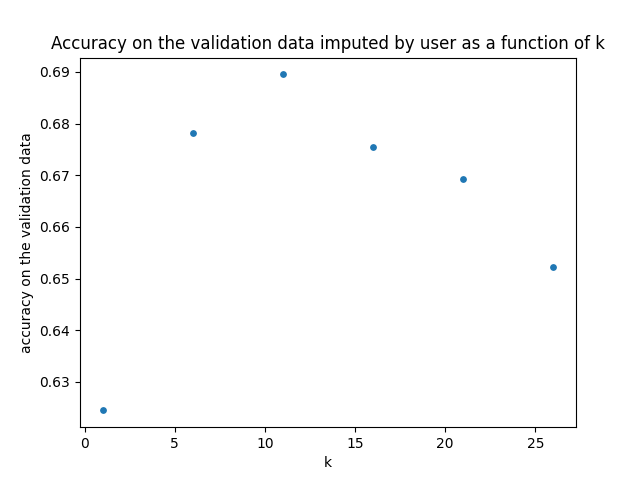 Accuracy on the validation data imputed by user as a function of k
0.69
0.68
0.67
0.66
0.65
0.64
0.63
accuracy on the validation data
0 5 10 15 20 25
k